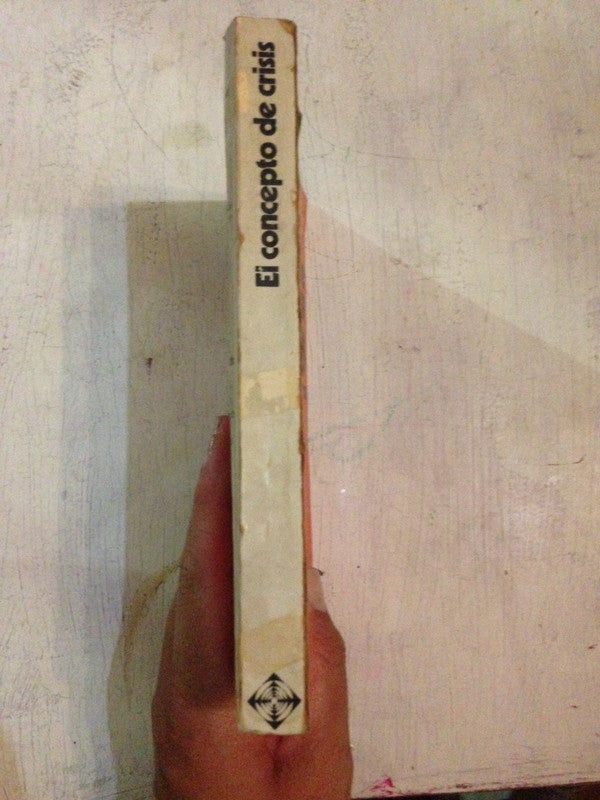 El concepto de crisis